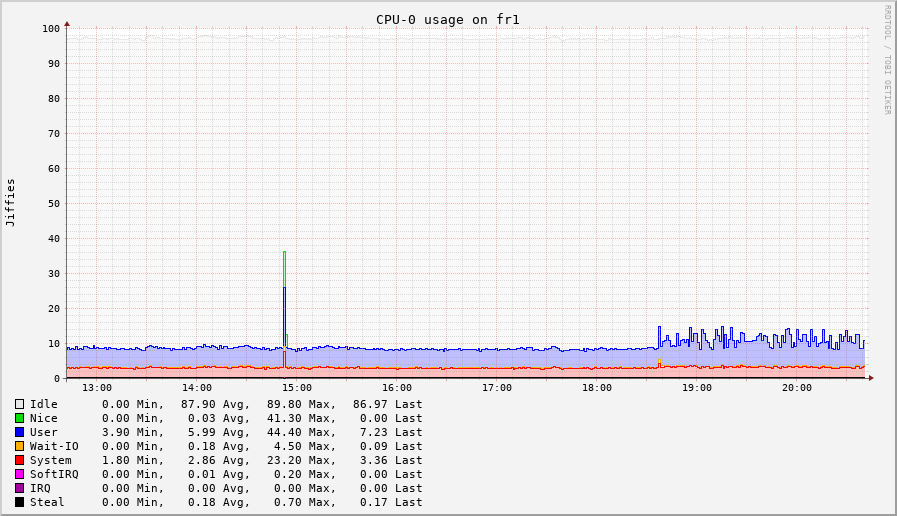 CPU-0 usage on fr1
RRDTOOL / TOBI OETIKER
Jiffies
100
90
80
70
60
50
40
30
20
10
0
13:00 14:00 15:00 16:00 17:00 18:00 19:00 20:00
Idle 0.00 Min, 87.90 Avg, 89.80 Max, 86.97 Last
Nice 0.00 Min, 0.03 Avg, 41.30 Max, 0.00 Last
User 3.90 Min, 5.99 Avg, 44.40 Max, 7.23 Last
Wait-IO 0.00 Min, 0.18 Avg, 4.50 Max, 0.09 Last
System 1.80 Min, 2.86 Avg, 23.20 Max, 3.36 Last
SoftIRQ 0.00 Min, 0.01 Avg, 0.20 Max, 0.00 Last
IRQ 0.00 Min, 0.00 Avg, 0.00 Max, 0.00 Last
Steal 0.00 Min, 0.18 Avg, 0.70 Max, 0.17 Last